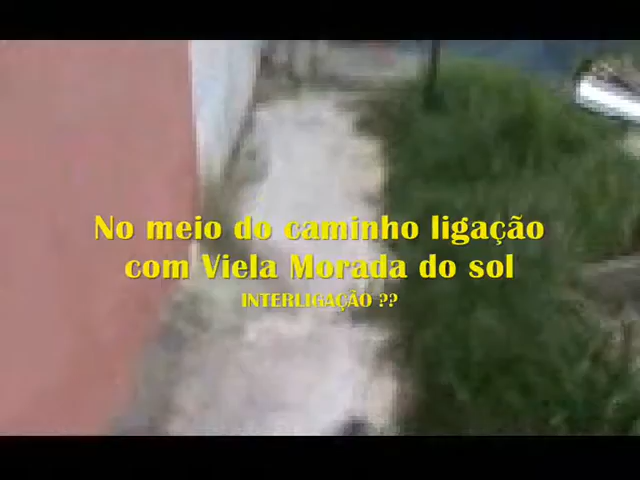 No meio do caminho ligação
com Viela Morada do sol
INTERLIGAÇÃO ??